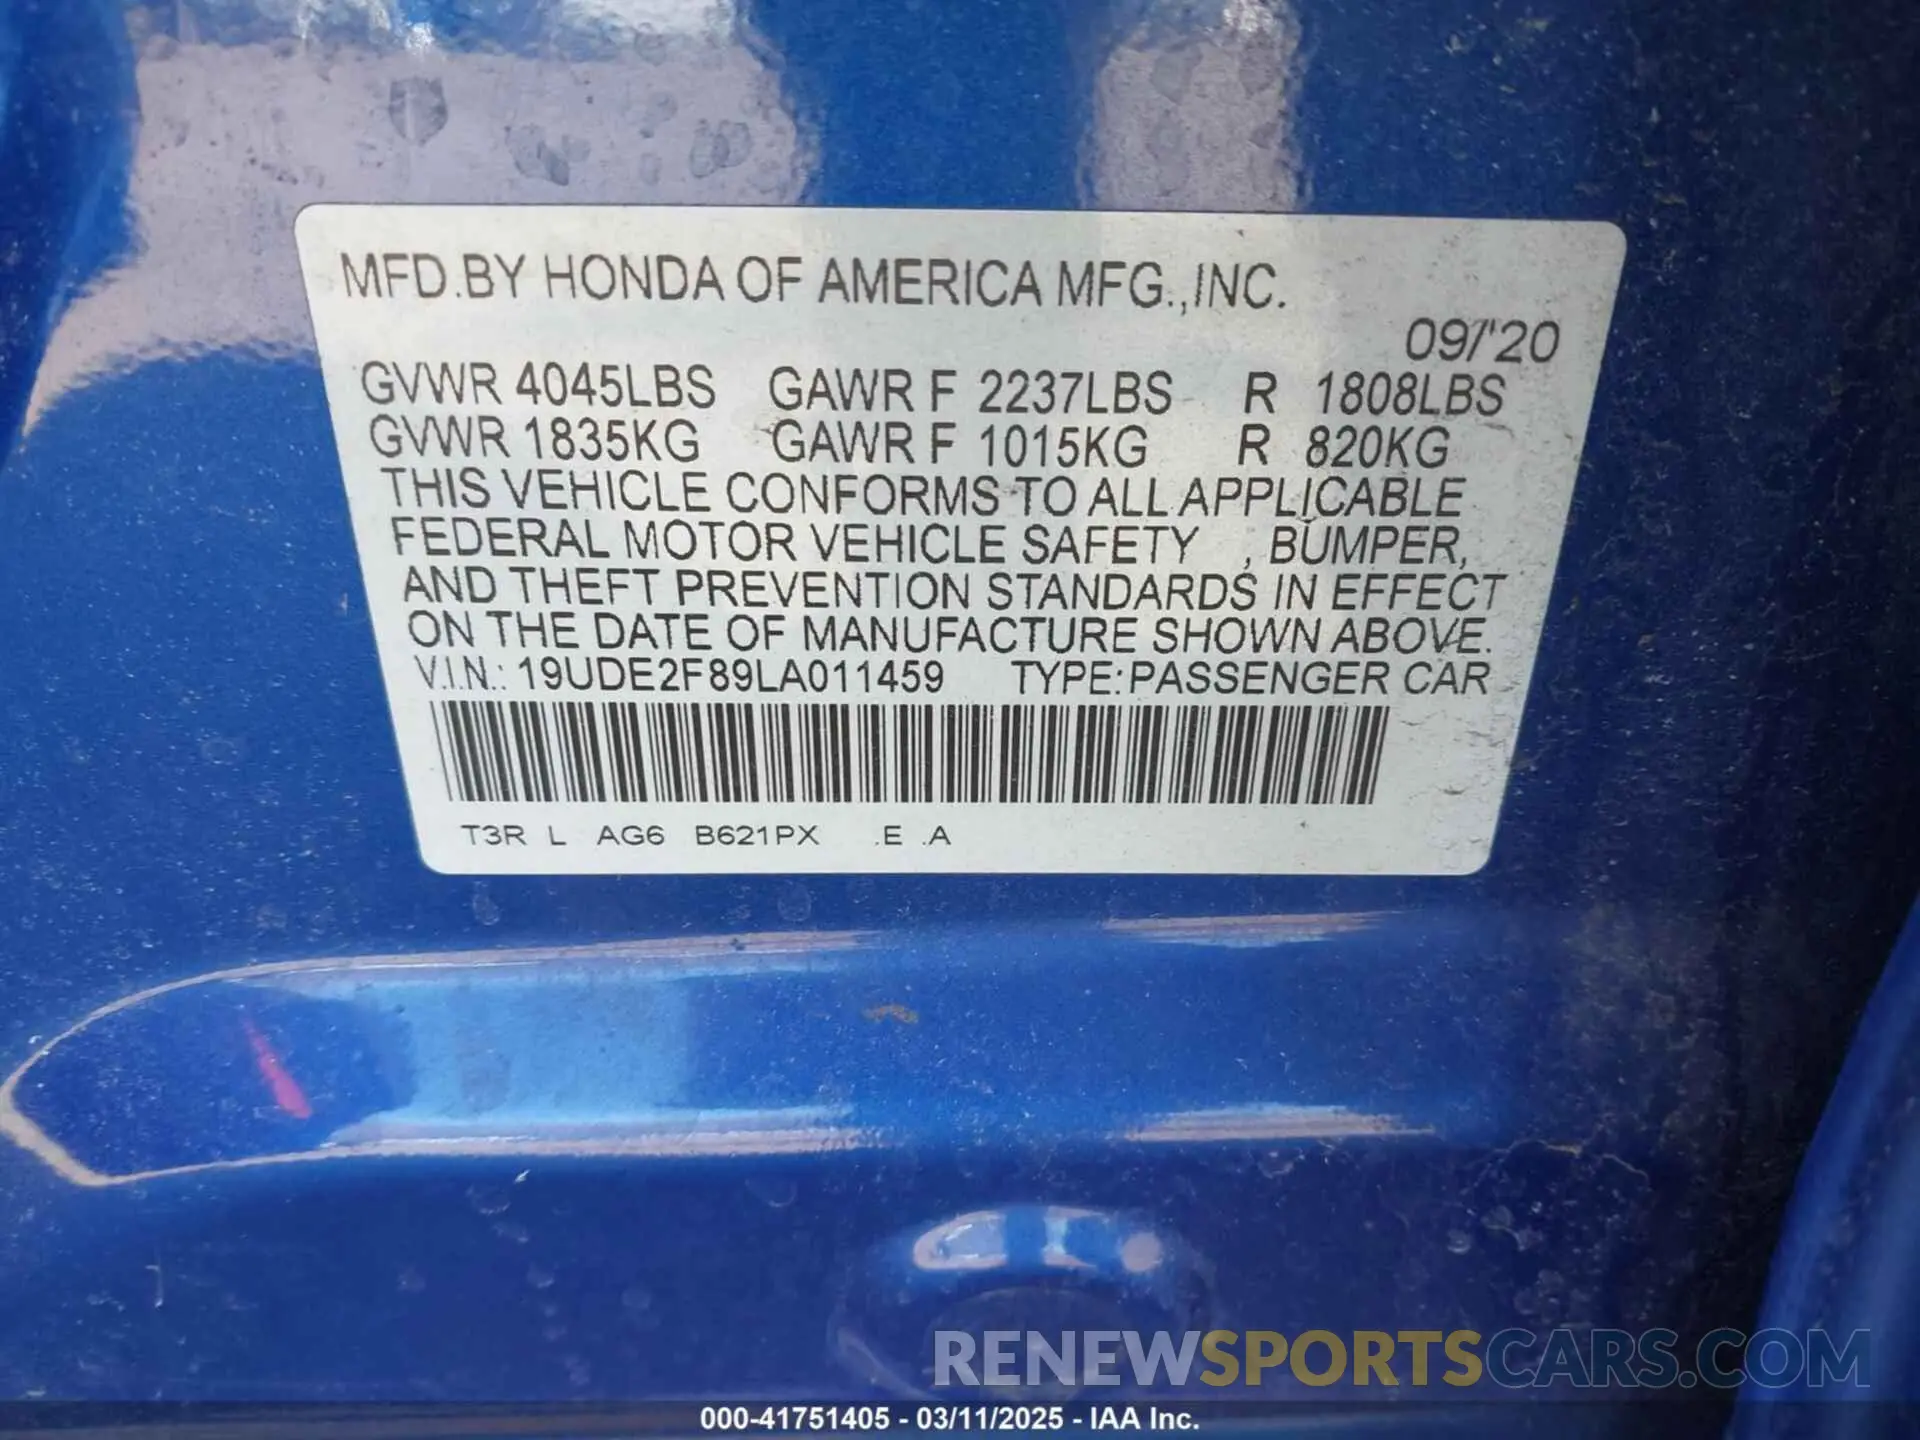 MFD.BY HONDA OF AMERICA MFG.,INC.
09/'20
GVWR 4045LBS GAWR F 2237LBS R 1808LBS
GVWR 1835KG GAWR F 1015KG R 820KG
THIS VEHICLE CONFORMS TO ALL APPLICABLE
FEDERAL MOTOR VEHICLE SAFETY , BUMPER,
AND THEFT PREVENTION STANDARDS IN EFFECT
ON THE DATE OF MANUFACTURE SHOWN ABOVE.
V.I.N.: 19UDE2F89LA011459 TYPE:PASSENGER CAR
T3R L AG6 B621PX .E .A
RENEWSPORTSCARS.COM
000-41751405 - 03/11/2025 - IAA Inc.